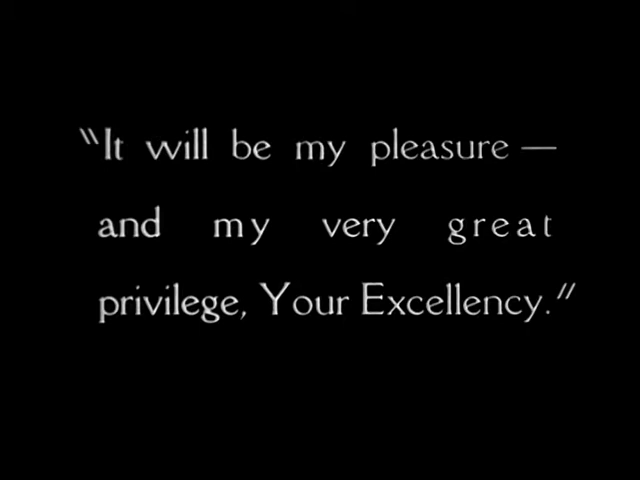 "It will be my pleasure —
and my very great
privilege, Your Excellency."